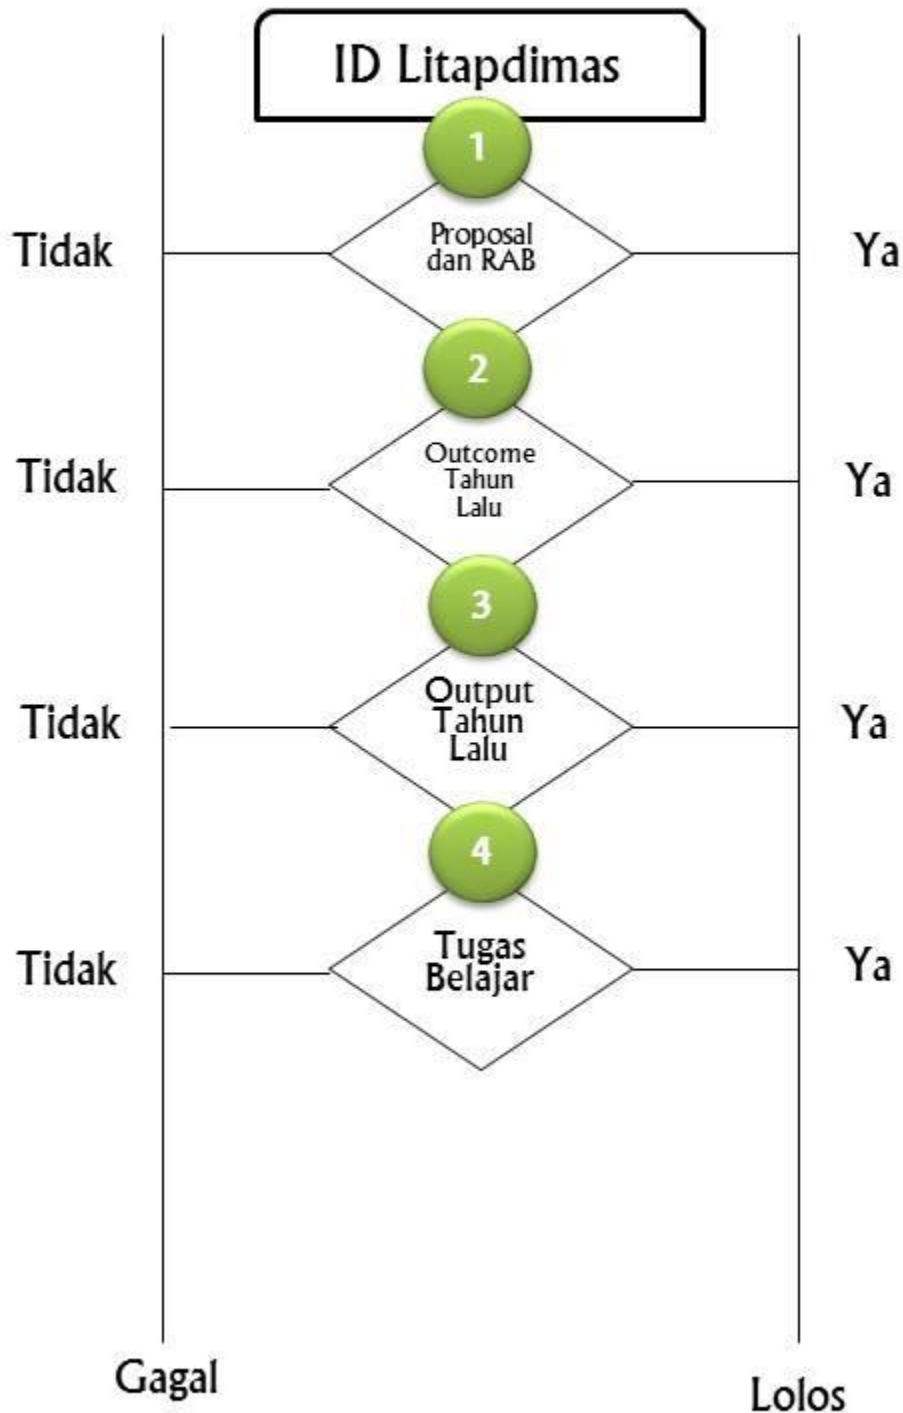 ID Litapdimas
1
Tidak
Proposal
dan RAB
Ya
2
Tidak
Outcome
Tahun
Lalu
Ya
3
Tidak
Output
Tahun
Lalu
Ya
4
Tidak
Tugas
Belajar
Ya
Gagal
Lolos